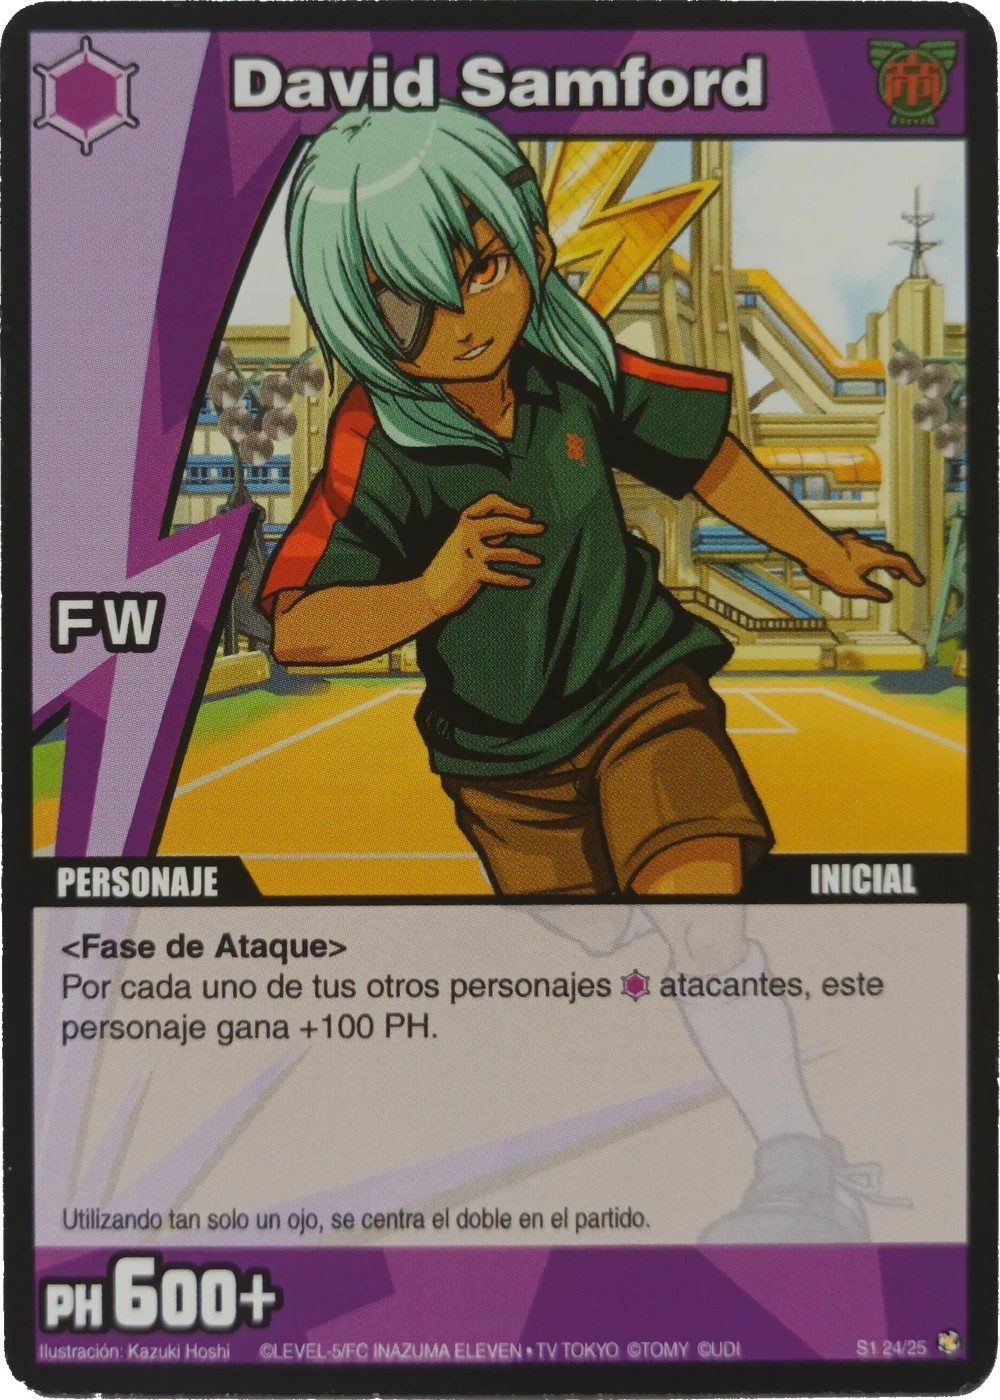 David Samford
FW
PERSONAJE
INICIAL
<Fase de Ataque>
Por cada uno de tus otros personajes atacantes, este
personaje gana +100 PH.
Utilizando tan solo un ojo, se centra el doble en el partido.
PH 600+
Ilustración: Kazuki Hoshi ©LEVEL-5/FC INAZUMA ELEVEN • TV TOKYO ©TOMY ©UDI S1 24/25